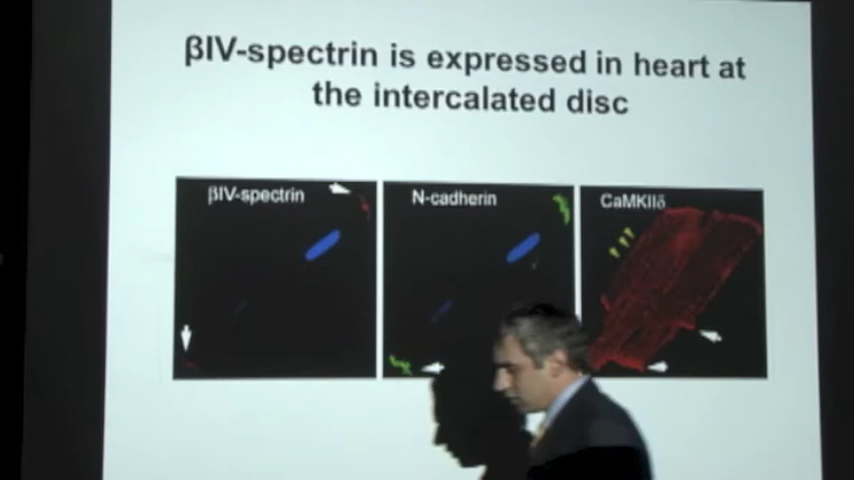 βIV-spectrin is expressed in heart at
the intercalated disc
βIV-spectrin
N-cadherin
CaMKIIδ